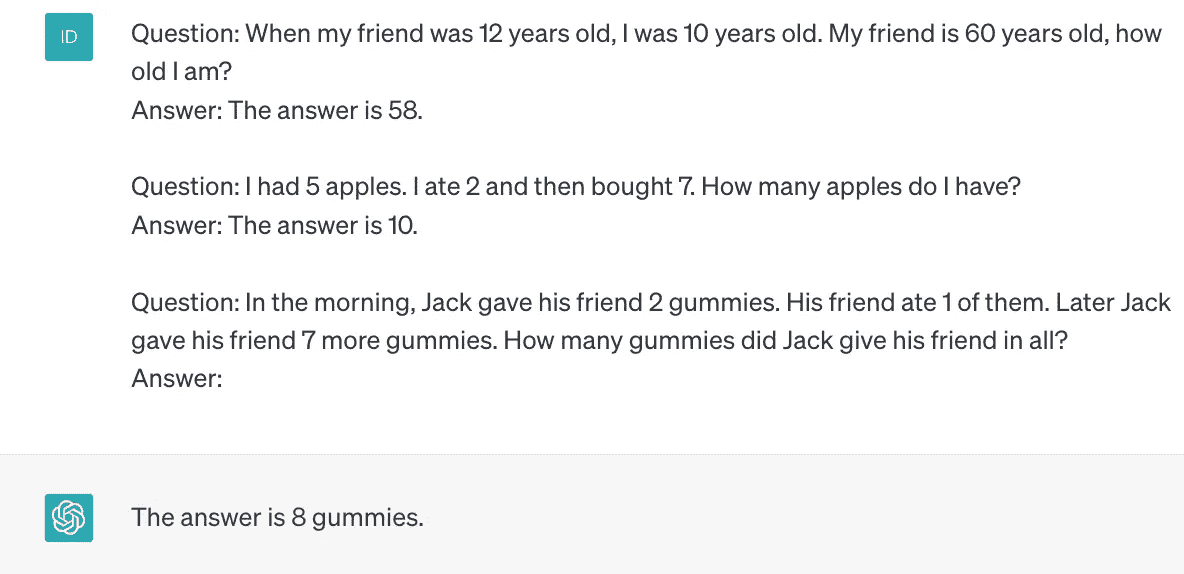 ID
Question: When my friend was 12 years old, I was 10 years old. My friend is 60 years old, how
old I am?
Answer: The answer is 58.
Question: I had 5 apples. I ate 2 and then bought 7. How many apples do I have?
Answer: The answer is 10.
Question: In the morning, Jack gave his friend 2 gummies. His friend ate 1 of them. Later Jack
gave his friend 7 more gummies. How many gummies did Jack give his friend in all?
Answer:
The answer is 8 gummies.